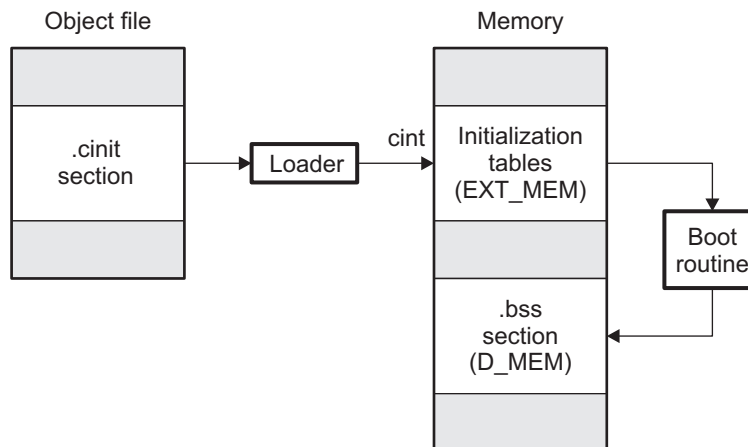 Object file
Memory
.cinit
section
Loader
cint
Initialization
tables
(EXT_MEM)
Boot
routine
.bss
section
(D_MEM)